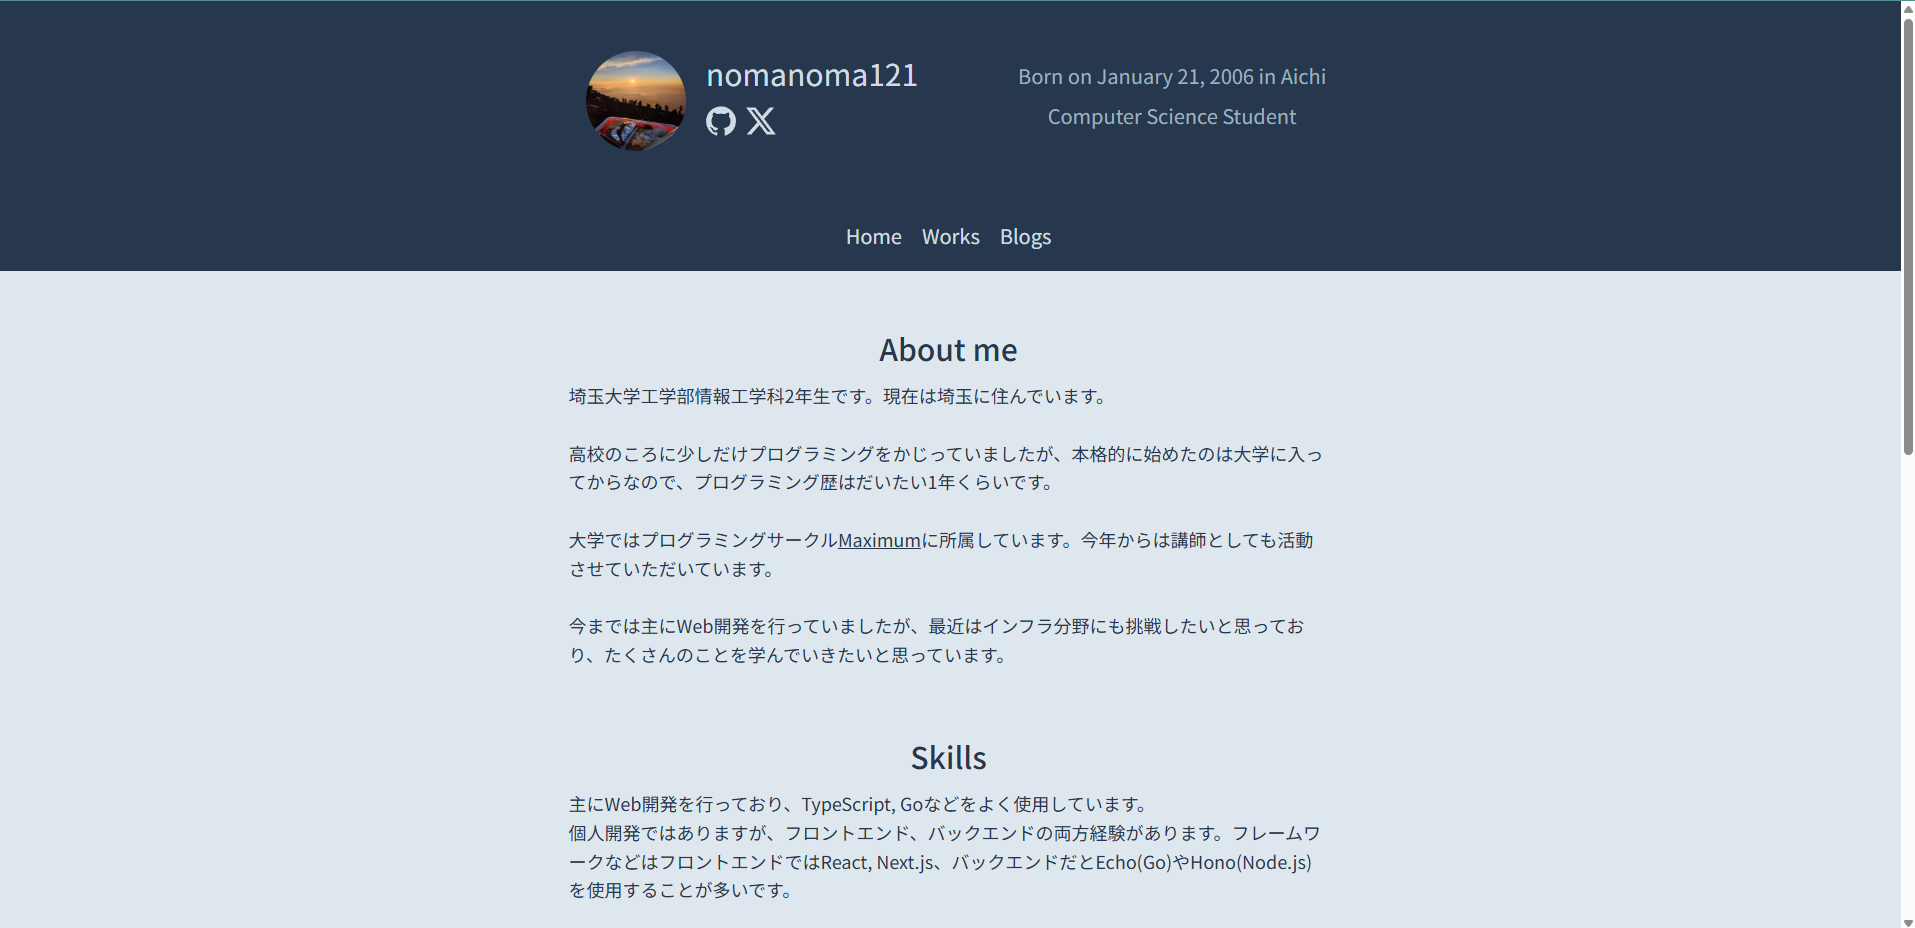 nomanoma121
Born on January 21, 2006 in Aichi
Computer Science Student
Home Works Blogs
About me
埼玉大学工学部情報工学科2年生です。現在は埼玉に住んでいます。
高校のころに少しだけプログラミングをかじっていましたが、本格的に始めたのは大学に入っ
てからなので、プログラミング歴はだいたい1年くらいです。
大学ではプログラミングサークルMaximumに所属しています。今年からは講師としても活動
させていただいています。
今までは主にWeb開発を行っていましたが、最近はインフラ分野にも挑戦したいと思ってお
り、たくさんのことを学んでいきたいと思っています。
Skills
主にWeb開発を行っており、TypeScript, Goなどをよく使用しています。
個人開発ではありますが、フロントエンド、バックエンドの両方経験があります。フレームワ
ークなどはフロントエンドではReact, Next.js、バックエンドだとEcho(Go)やHono(Node.js)
を使用することが多いです。